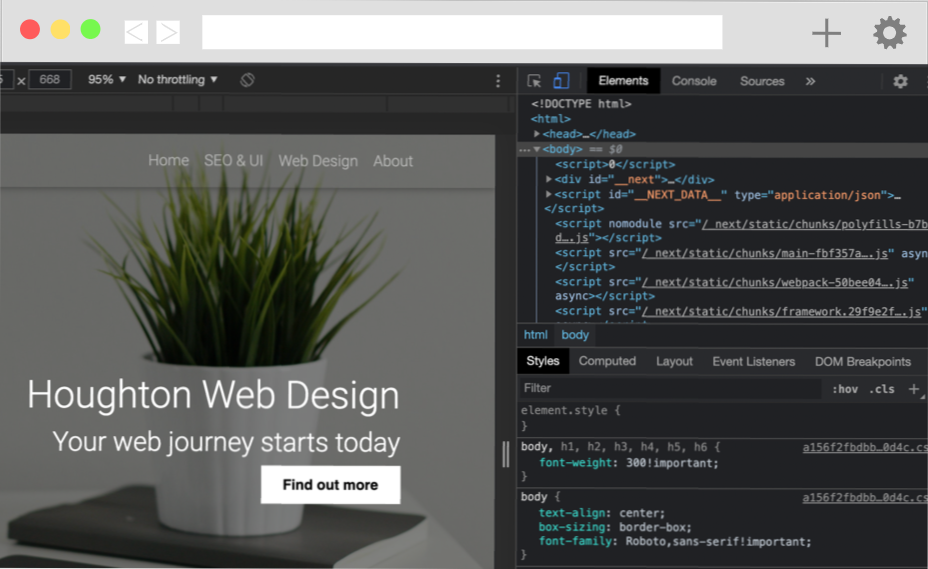 × 668 95% ▼ No throttling ▼
Home SEO & UI Web Design About
Houghton Web Design
Your web journey starts today
Find out more
Elements Console Sources »
<!DOCTYPE html>
<html>
▶<head>…</head>
…▼<body> == $0
<script>0</script>
▶<div id="__next">…</div>
▶<script id="__NEXT_DATA__" type="application/json">…
</script>
<script nomodule src="/_next/static/chunks/polyfills-b7b
d….js"></script>
<script src="/_next/static/chunks/main-fbf357a….js" asyn
</script>
<script src="/_next/static/chunks/webpack-50bee04….js"
async></script>
<script src="/_next/static/chunks/framework.29f9e2f….js"
html body
Styles Computed Layout Event Listeners DOM Breakpoints
Filter :hov .cls +
element.style {
}
body, h1, h2, h3, h4, h5, h6 { a156f2fbdbb…0d4c.cs
font-weight: 300!important;
}
body { a156f2fbdbb…0d4c.cs
text-align: center;
box-sizing: border-box;
font-family: Roboto,sans-serif!important;
}